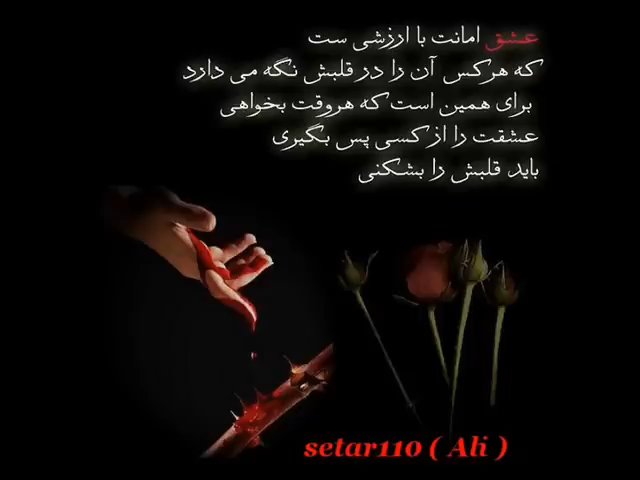 عشق امانت با ارزشی ست
که هرکس آن را در قلبش نگه می دارد
برای همین است که هروقت بخواهی
عشقت را از کسی پس بگیری
باید قلبش را بشکنی
setar110 ( Ali )